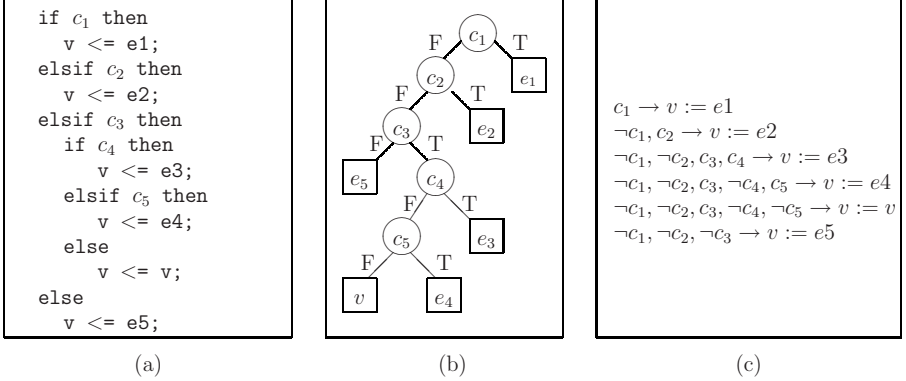 if c₁ then
v <= e1;
elsif c₂ then
v <= e2;
elsif c₃ then
if c₄ then
v <= e3;
elsif c₅ then
v <= e4;
else
v <= v;
else
v <= e5;
(a)
c₁
F T
c₂ e₁
F T
c₃ e₂
F T
e₅ c₄
F T
c₅ e₃
F T
v e₄
(b)
c₁ → v := e1
¬c₁, c₂ → v := e2
¬c₁, ¬c₂, c₃, c₄ → v := e3
¬c₁, ¬c₂, c₃, ¬c₄, c₅ → v := e4
¬c₁, ¬c₂, c₃, ¬c₄, ¬c₅ → v := v
¬c₁, ¬c₂, ¬c₃ → v := e5
(c)